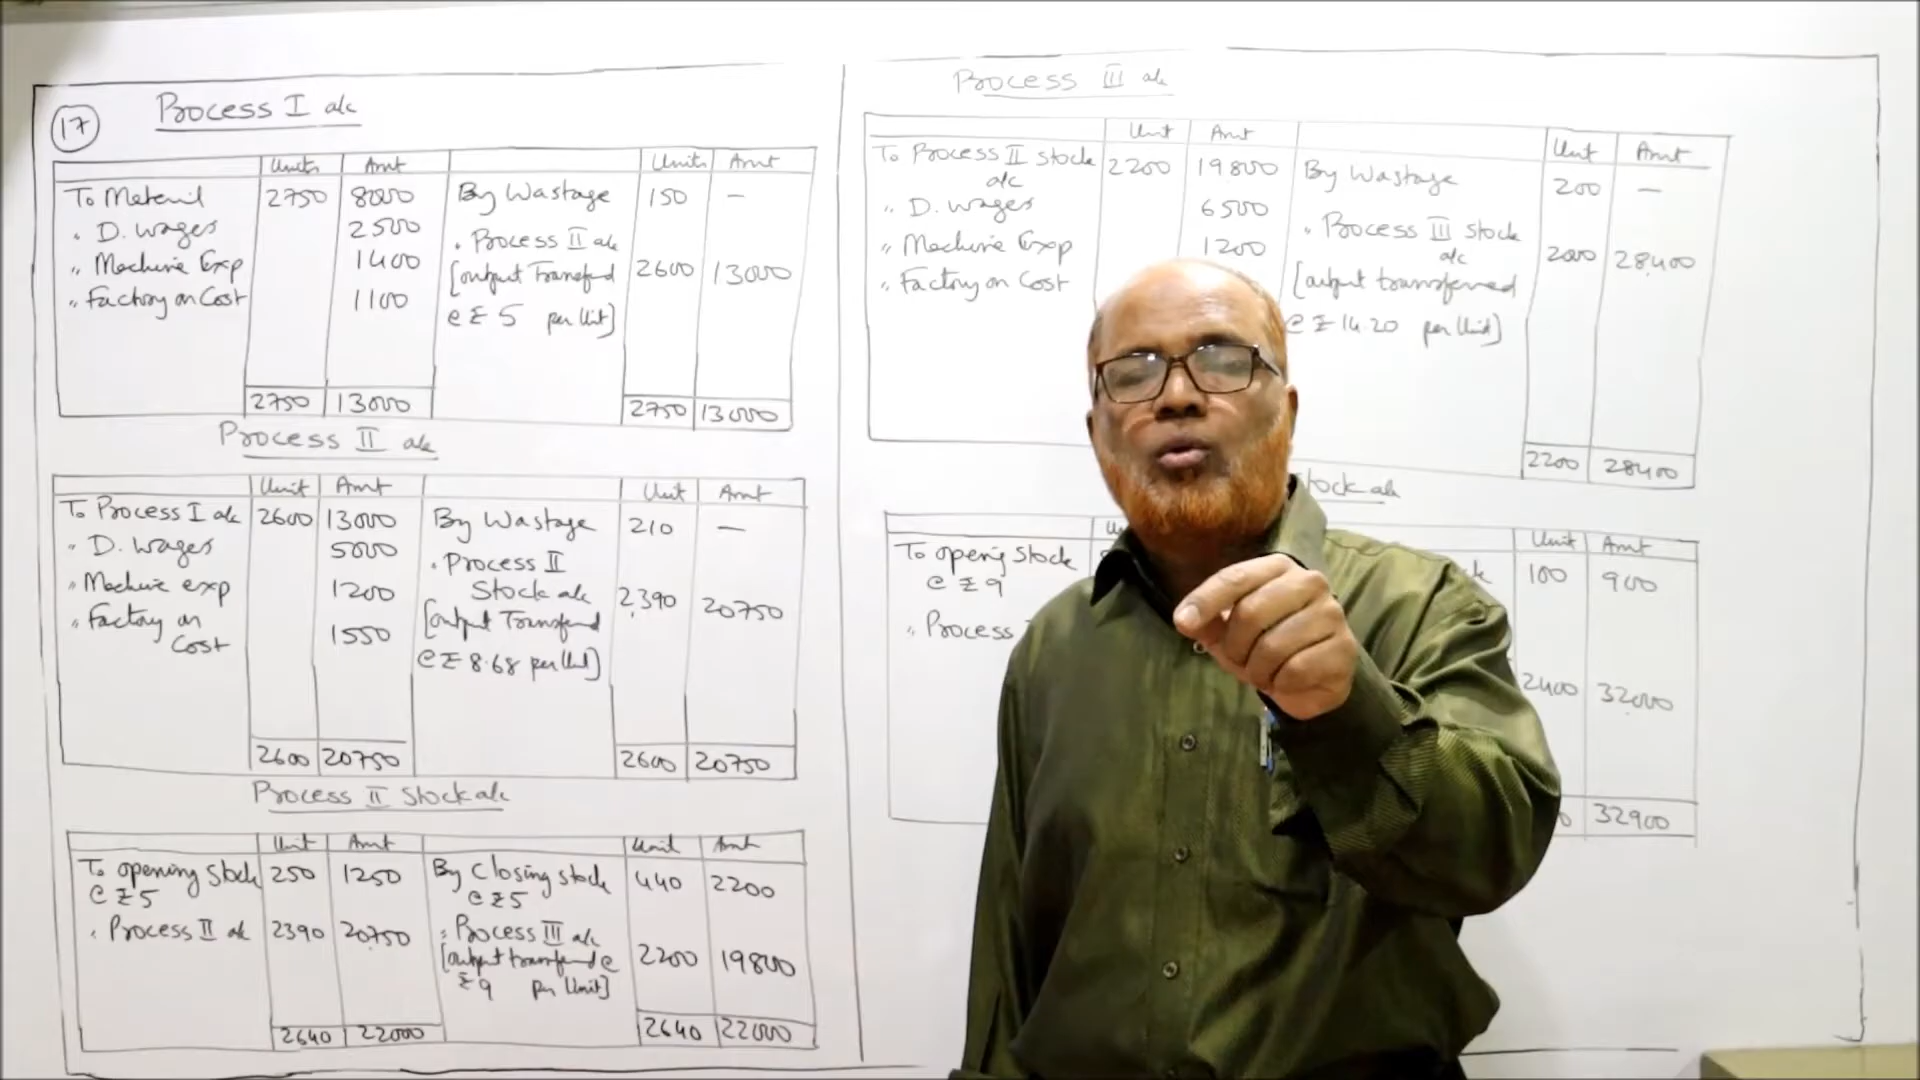 17
Process I a/c
Units Amt Units Amt
To Meterial 2750 8000 By Wastage 150 —
" D. wages 2500
" Machine Exp 1400 " Process II a/c
" Factory on Cost 1100 [output Transferd 2600 13000
@ ₹ 5 per Unit]
2750 13000 2750 13000
Process II a/c
Unit Amt Unit Amt
To Process I a/c 2600 13000 By Wastage 210 —
" D. wages 5000
" Machine exp 1200 " Process II
Stock a/c 2390 20750
" Factory on
Cost 1550 [output Transferd
@ ₹ 8.68 per Unit]
2600 20750 2600 20750
Process II Stock a/c
Unit Amt Unit Amt
To opening Stock 250 1250 By Closing stock 440 2200
@ ₹5 @ ₹5
" Process II a/c 2390 20750 " Process III a/c
[output transferred @ 2200 19800
₹ 9 per Unit]
2640 22000 2640 22000
Process III a/c
Unit Amt Unit Amt
To Process II stock 2200 19800 By Wastage 200 —
a/c
" D. wages 6500
" Machine Exp 1200 " Process III stock
a/c 2000 28400
" Factory on Cost [output transferred
@ ₹ 14.20 per Unit]
2200 28400
Stock a/c
Unit Amt
To opening Stock 100 900
@ ₹ 9
" Process
2400 32000
32900